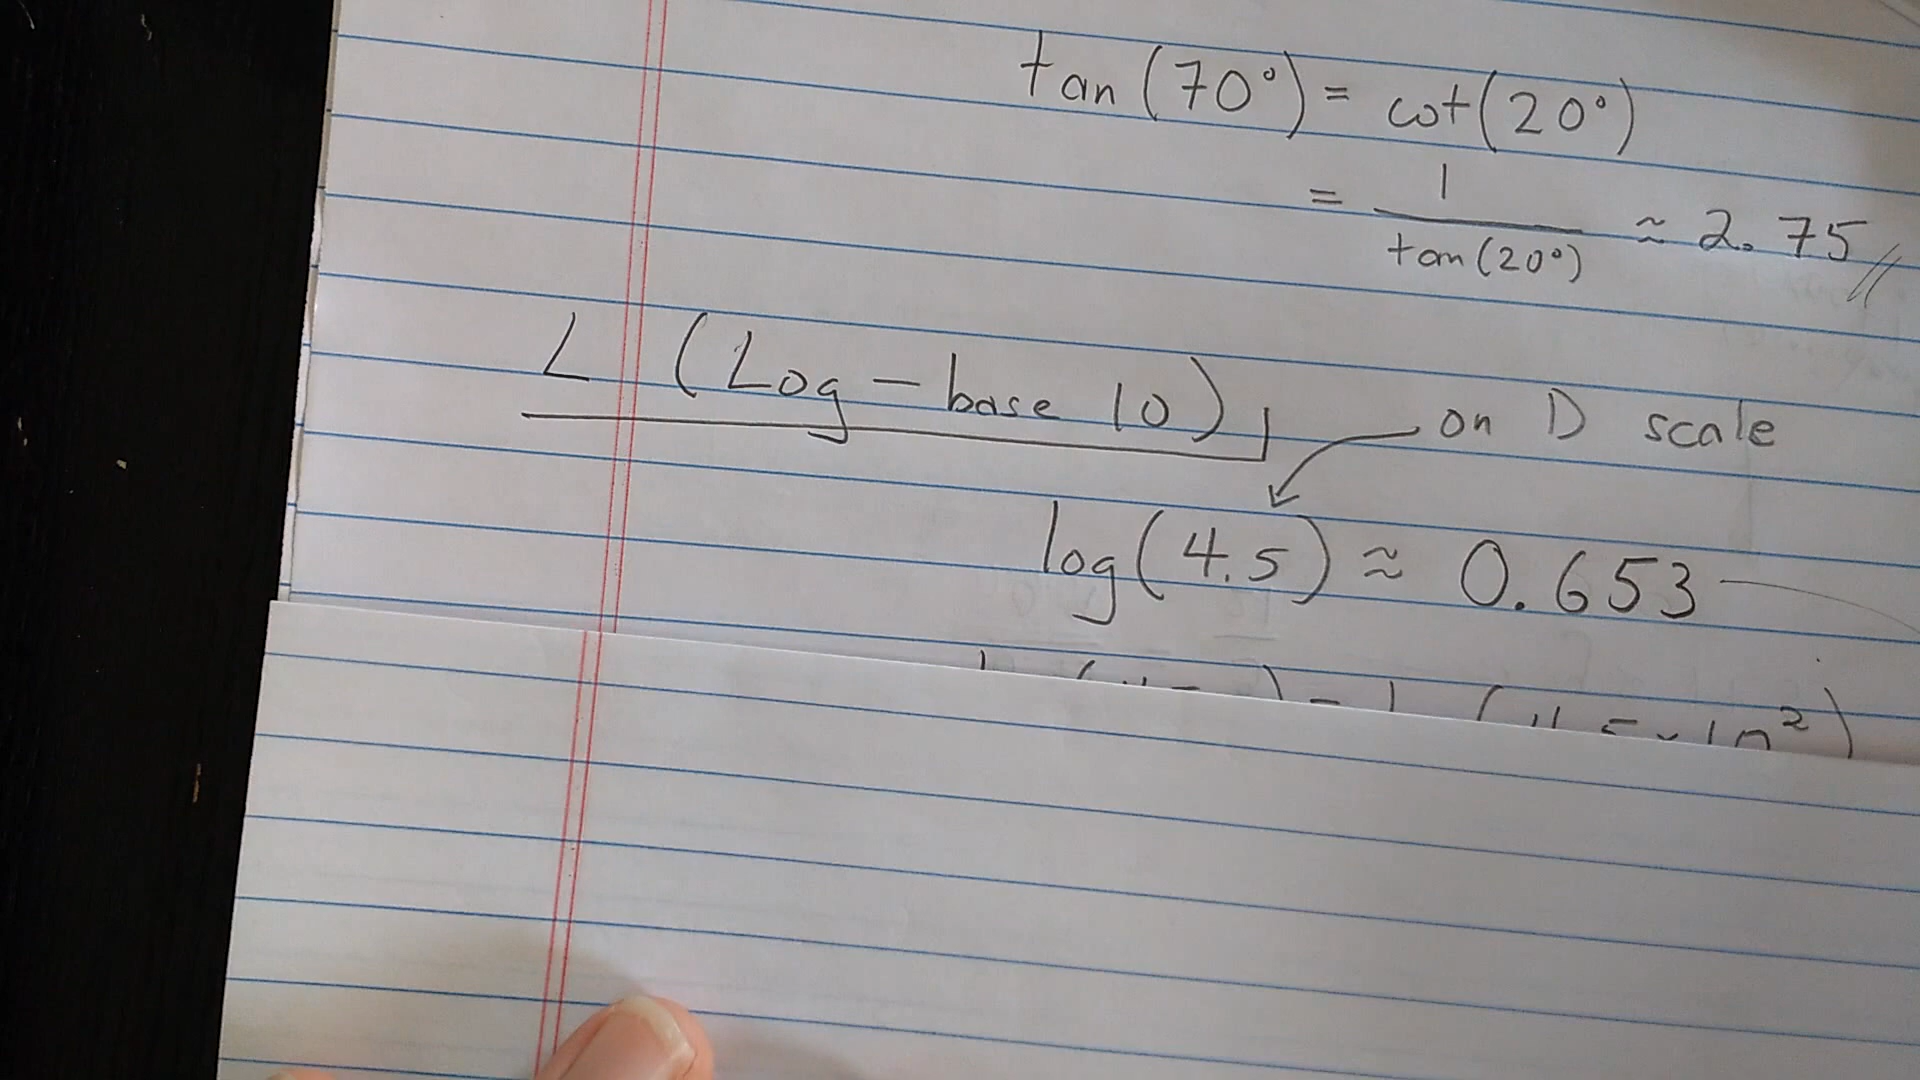 tan(70°) = cot(20°)
= 1 / tan(20°) ≈ 2.75 //
L (Log - base 10)
on D scale
log(4.5) ≈ 0.653